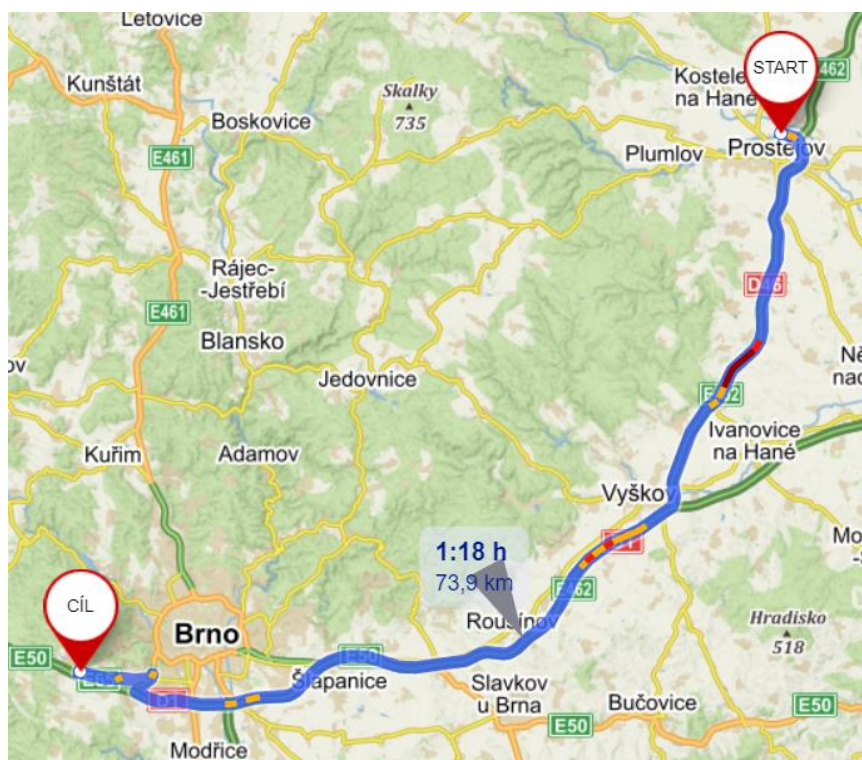 Letovice
Kunštát
Skalky
735
Boskovice
Kostelec
na Hané
START
E462
Prostějov
Plumlov
E461
Rájec-
-Jestřebí
E461
Blansko
Jedovnice
D46
E462
Ivanovice
na Hané
Kuřim
Adamov
Vyškov
1:18 h
73,9 km
E462
CÍL
Brno
Rousínov
Hradisko
518
E50
E50
Šlapanice
D1
Slavkov
u Brna
E50
Bučovice
E50
Modřice